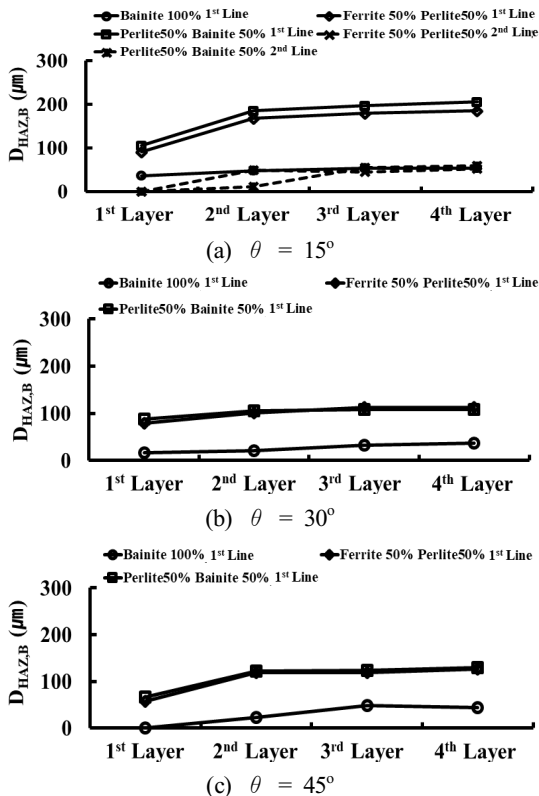 Bainite 100% 1st Line Ferrite 50% Perlite50% 1st Line
Perlite50% Bainite 50% 1st Line Ferrite 50% Perlite50% 2nd Line
Perlite50% Bainite 50% 2nd Line
300
200
100
0
D_HAZ,B (㎛)
1st Layer 2nd Layer 3rd Layer 4th Layer
(a) θ = 15°
Bainite 100% 1st Line Ferrite 50% Perlite50% 1st Line
Perlite50% Bainite 50% 1st Line
300
200
100
0
D_HAZ,B (㎛)
1st Layer 2nd Layer 3rd Layer 4th Layer
(b) θ = 30°
Bainite 100% 1st Line Ferrite 50% Perlite50% 1st Line
Perlite50% Bainite 50% 1st Line
300
200
100
0
D_HAZ,B (㎛)
1st Layer 2nd Layer 3rd Layer 4th Layer
(c) θ = 45°